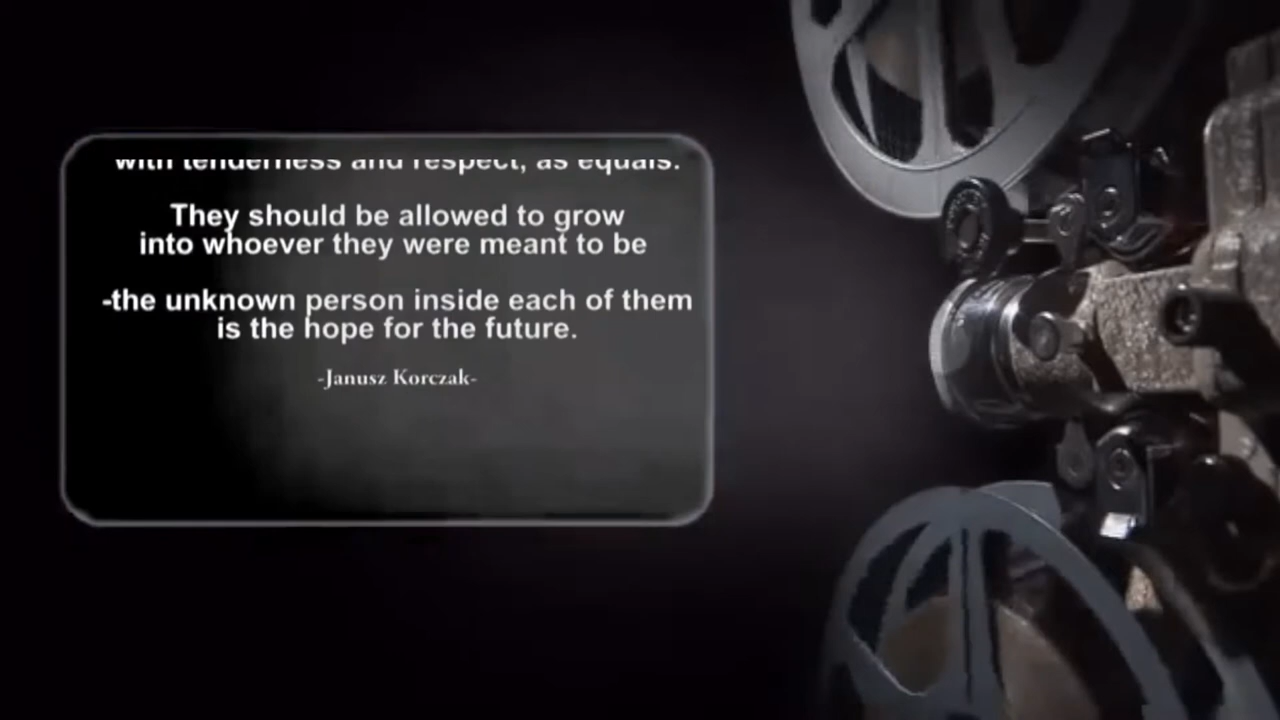 with tenderness and respect, as equals.
They should be allowed to grow
into whoever they were meant to be
-the unknown person inside each of them
is the hope for the future.
-Janusz Korczak-